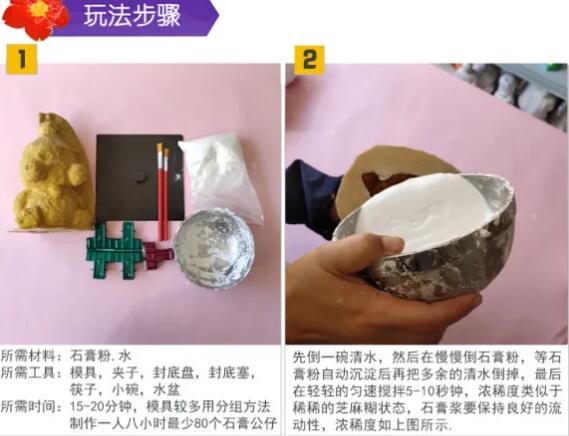 玩法步骤
1
所需材料：石膏粉,水
所需工具：模具，夹子，封底盘，封底塞，
筷子，小碗，水盆
所需时间：15-20分钟，模具较多用分组方法
制作一人八小时最少80个石膏公仔
2
先倒一碗清水，然后在慢慢倒石膏粉，等石
膏粉自动沉淀后再把多余的清水倒掉，最后
在轻轻的匀速搅拌5-10秒钟，浓稀度类似于
稀稀的芝麻糊状态，石膏浆要保持良好的流
动性，浓稀度如上图所示.